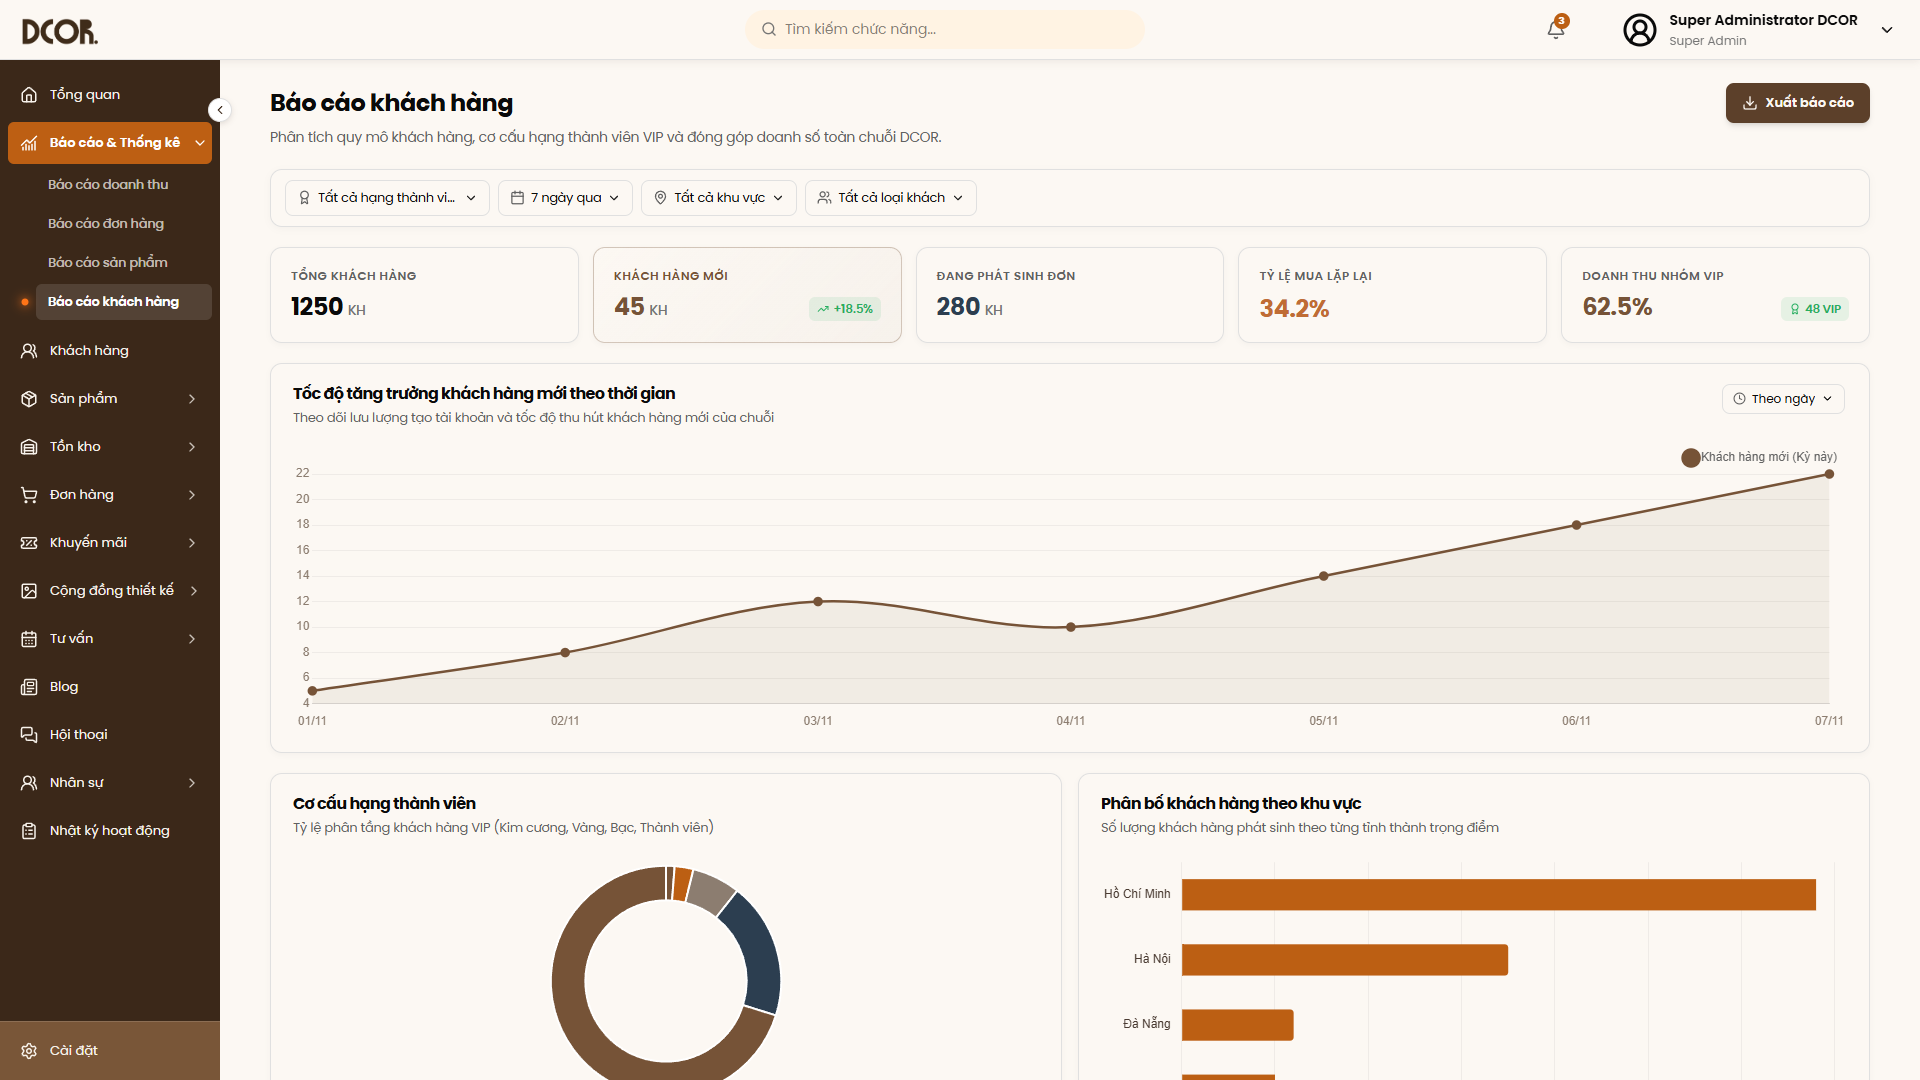 DCOR.
Tìm kiếm chức năng...
3
Super Administrator DCOR
Super Admin
Tổng quan
Báo cáo & Thống kê
Báo cáo doanh thu
Báo cáo đơn hàng
Báo cáo sản phẩm
Báo cáo khách hàng
Khách hàng
Sản phẩm
Tồn kho
Đơn hàng
Khuyến mãi
Cộng đồng thiết kế
Tư vấn
Blog
Hội thoại
Nhân sự
Nhật ký hoạt động
Cài đặt
Báo cáo khách hàng
Phân tích quy mô khách hàng, cơ cấu hạng thành viên VIP và đóng góp doanh số toàn chuỗi DCOR.
Xuất báo cáo
Tất cả hạng thành vi...
7 ngày qua
Tất cả khu vực
Tất cả loại khách
TỔNG KHÁCH HÀNG
1250 KH
KHÁCH HÀNG MỚI
45 KH
+18.5%
ĐANG PHÁT SINH ĐƠN
280 KH
TỶ LỆ MUA LẶP LẠI
34.2%
DOANH THU NHÓM VIP
62.5%
48 VIP
Tốc độ tăng trưởng khách hàng mới theo thời gian
Theo dõi lưu lượng tạo tài khoản và tốc độ thu hút khách hàng mới của chuỗi
Theo ngày
Khách hàng mới (Kỳ này)
22
20
18
16
14
12
10
8
6
4
01/11
02/11
03/11
04/11
05/11
06/11
07/11
Cơ cấu hạng thành viên
Tỷ lệ phân tầng khách hàng VIP (Kim cương, Vàng, Bạc, Thành viên)
Phân bố khách hàng theo khu vực
Số lượng khách hàng phát sinh theo từng tỉnh thành trọng điểm
Hồ Chí Minh
Hà Nội
Đà Nẵng